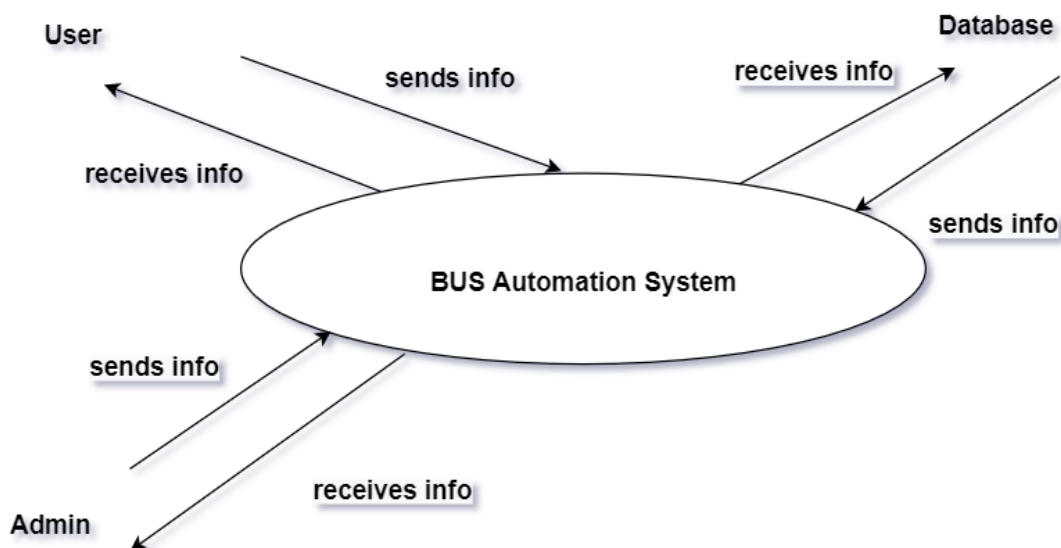 User
Database
sends info
receives info
receives info
sends info
BUS Automation System
sends info
receives info
Admin